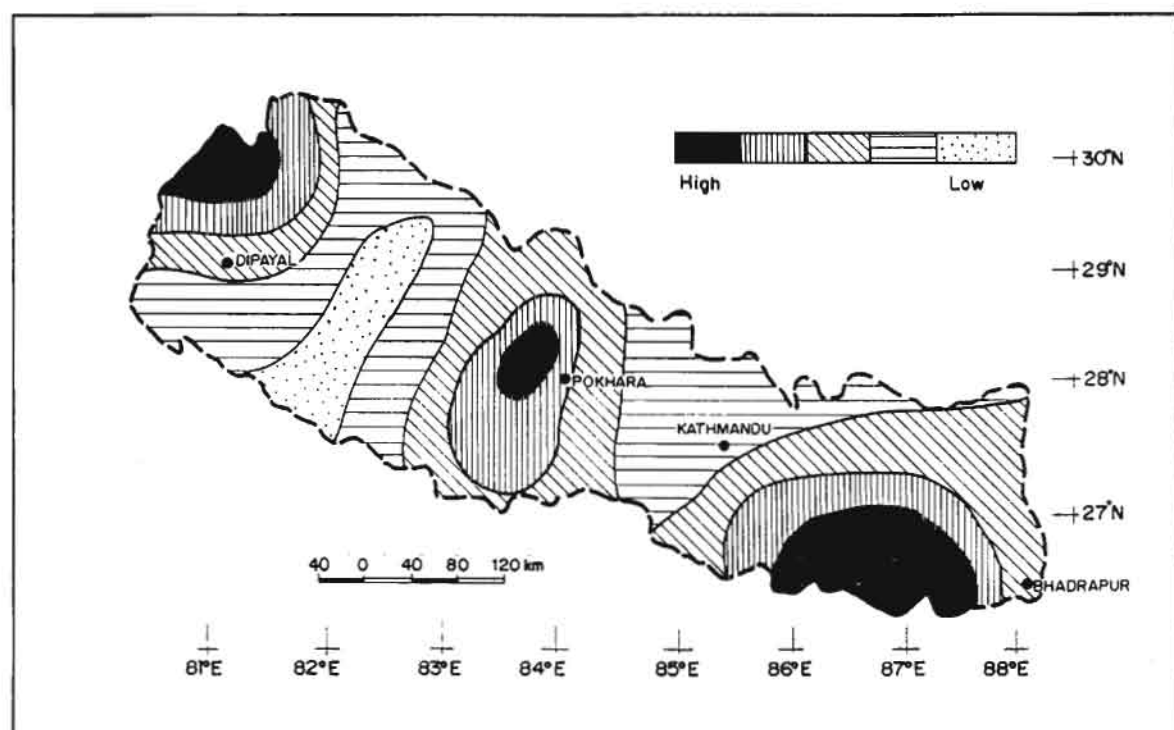 30°N
High Low
DIPAYAL
29°N
POKHARA
28°N
KATHMANDU
27°N
40 0 40 80 120 km
BHADRAPUR
81°E 82°E 83°E 84°E 85°E 86°E 87°E 88°E